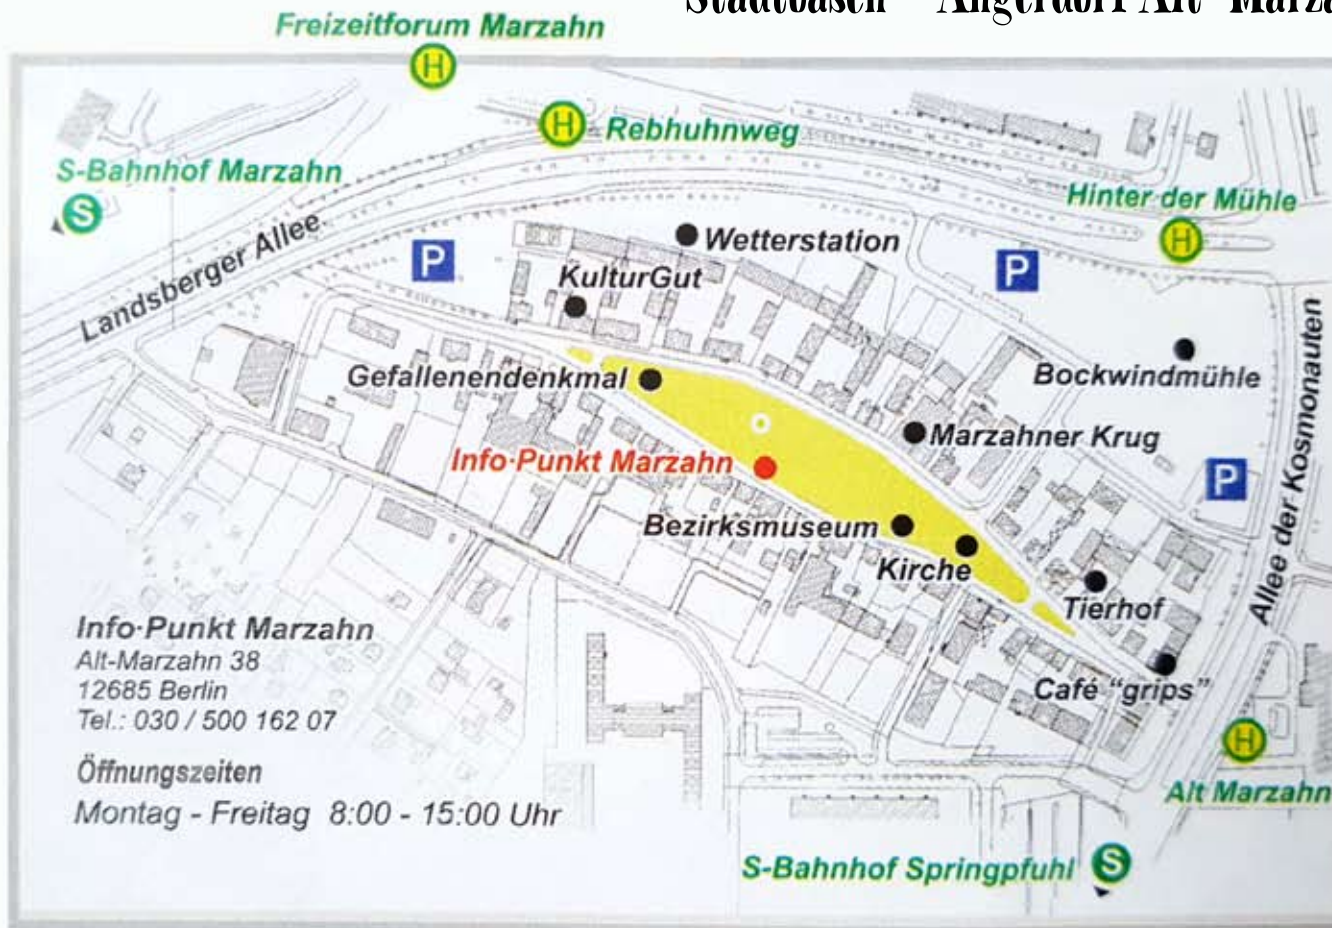 Freizeitforum Marzahn
H
H
Rebhuhnweg
S-Bahnhof Marzahn
S
Hinter der Mühle
H
Landsberger Allee
P
Wetterstation
P
KulturGut
Gefallenendenkmal
Bockwindmühle
Marzahner Krug
Info·Punkt Marzahn
P
Allee der Kosmonauten
Bezirksmuseum
Kirche
Tierhof
Café "grips"
Info·Punkt Marzahn
Alt-Marzahn 38
12685 Berlin
Tel.: 030 / 500 162 07
Öffnungszeiten
Montag - Freitag 8:00 - 15:00 Uhr
H
Alt Marzahn
S-Bahnhof Springpfuhl
S